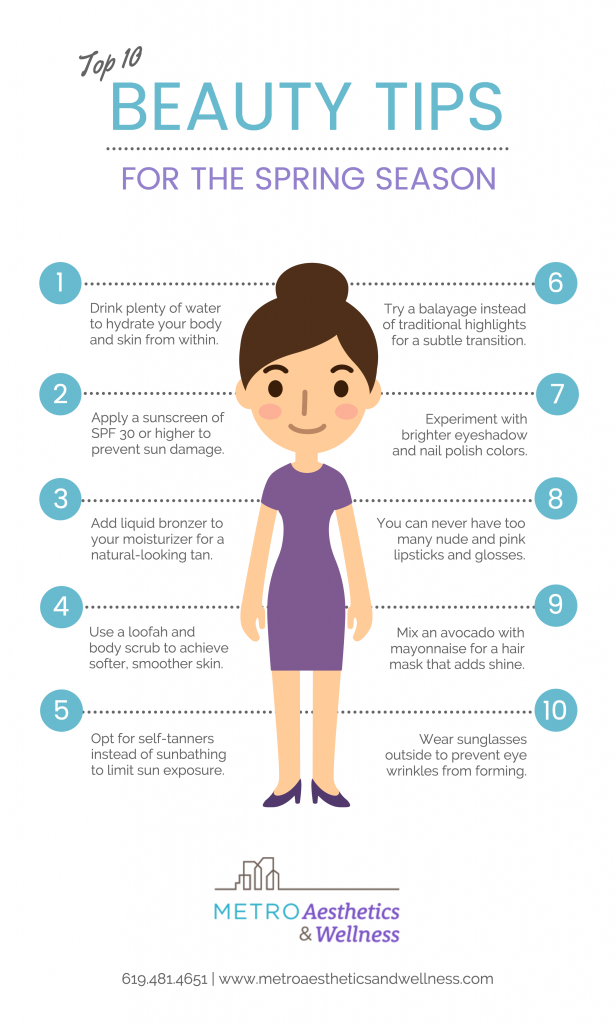 Top 10
BEAUTY TIPS
FOR THE SPRING SEASON
1
Drink plenty of water
to hydrate your body
and skin from within.
2
Apply a sunscreen of
SPF 30 or higher to
prevent sun damage.
3
Add liquid bronzer to
your moisturizer for a
natural-looking tan.
4
Use a loofah and
body scrub to achieve
softer, smoother skin.
5
Opt for self-tanners
instead of sunbathing
to limit sun exposure.
6
Try a balayage instead
of traditional highlights
for a subtle transition.
7
Experiment with
brighter eyeshadow
and nail polish colors.
8
You can never have too
many nude and pink
lipsticks and glosses.
9
Mix an avocado with
mayonnaise for a hair
mask that adds shine.
10
Wear sunglasses
outside to prevent eye
wrinkles from forming.
METRO Aesthetics
& Wellness
619.481.4651 | www.metroaestheticsandwellness.com